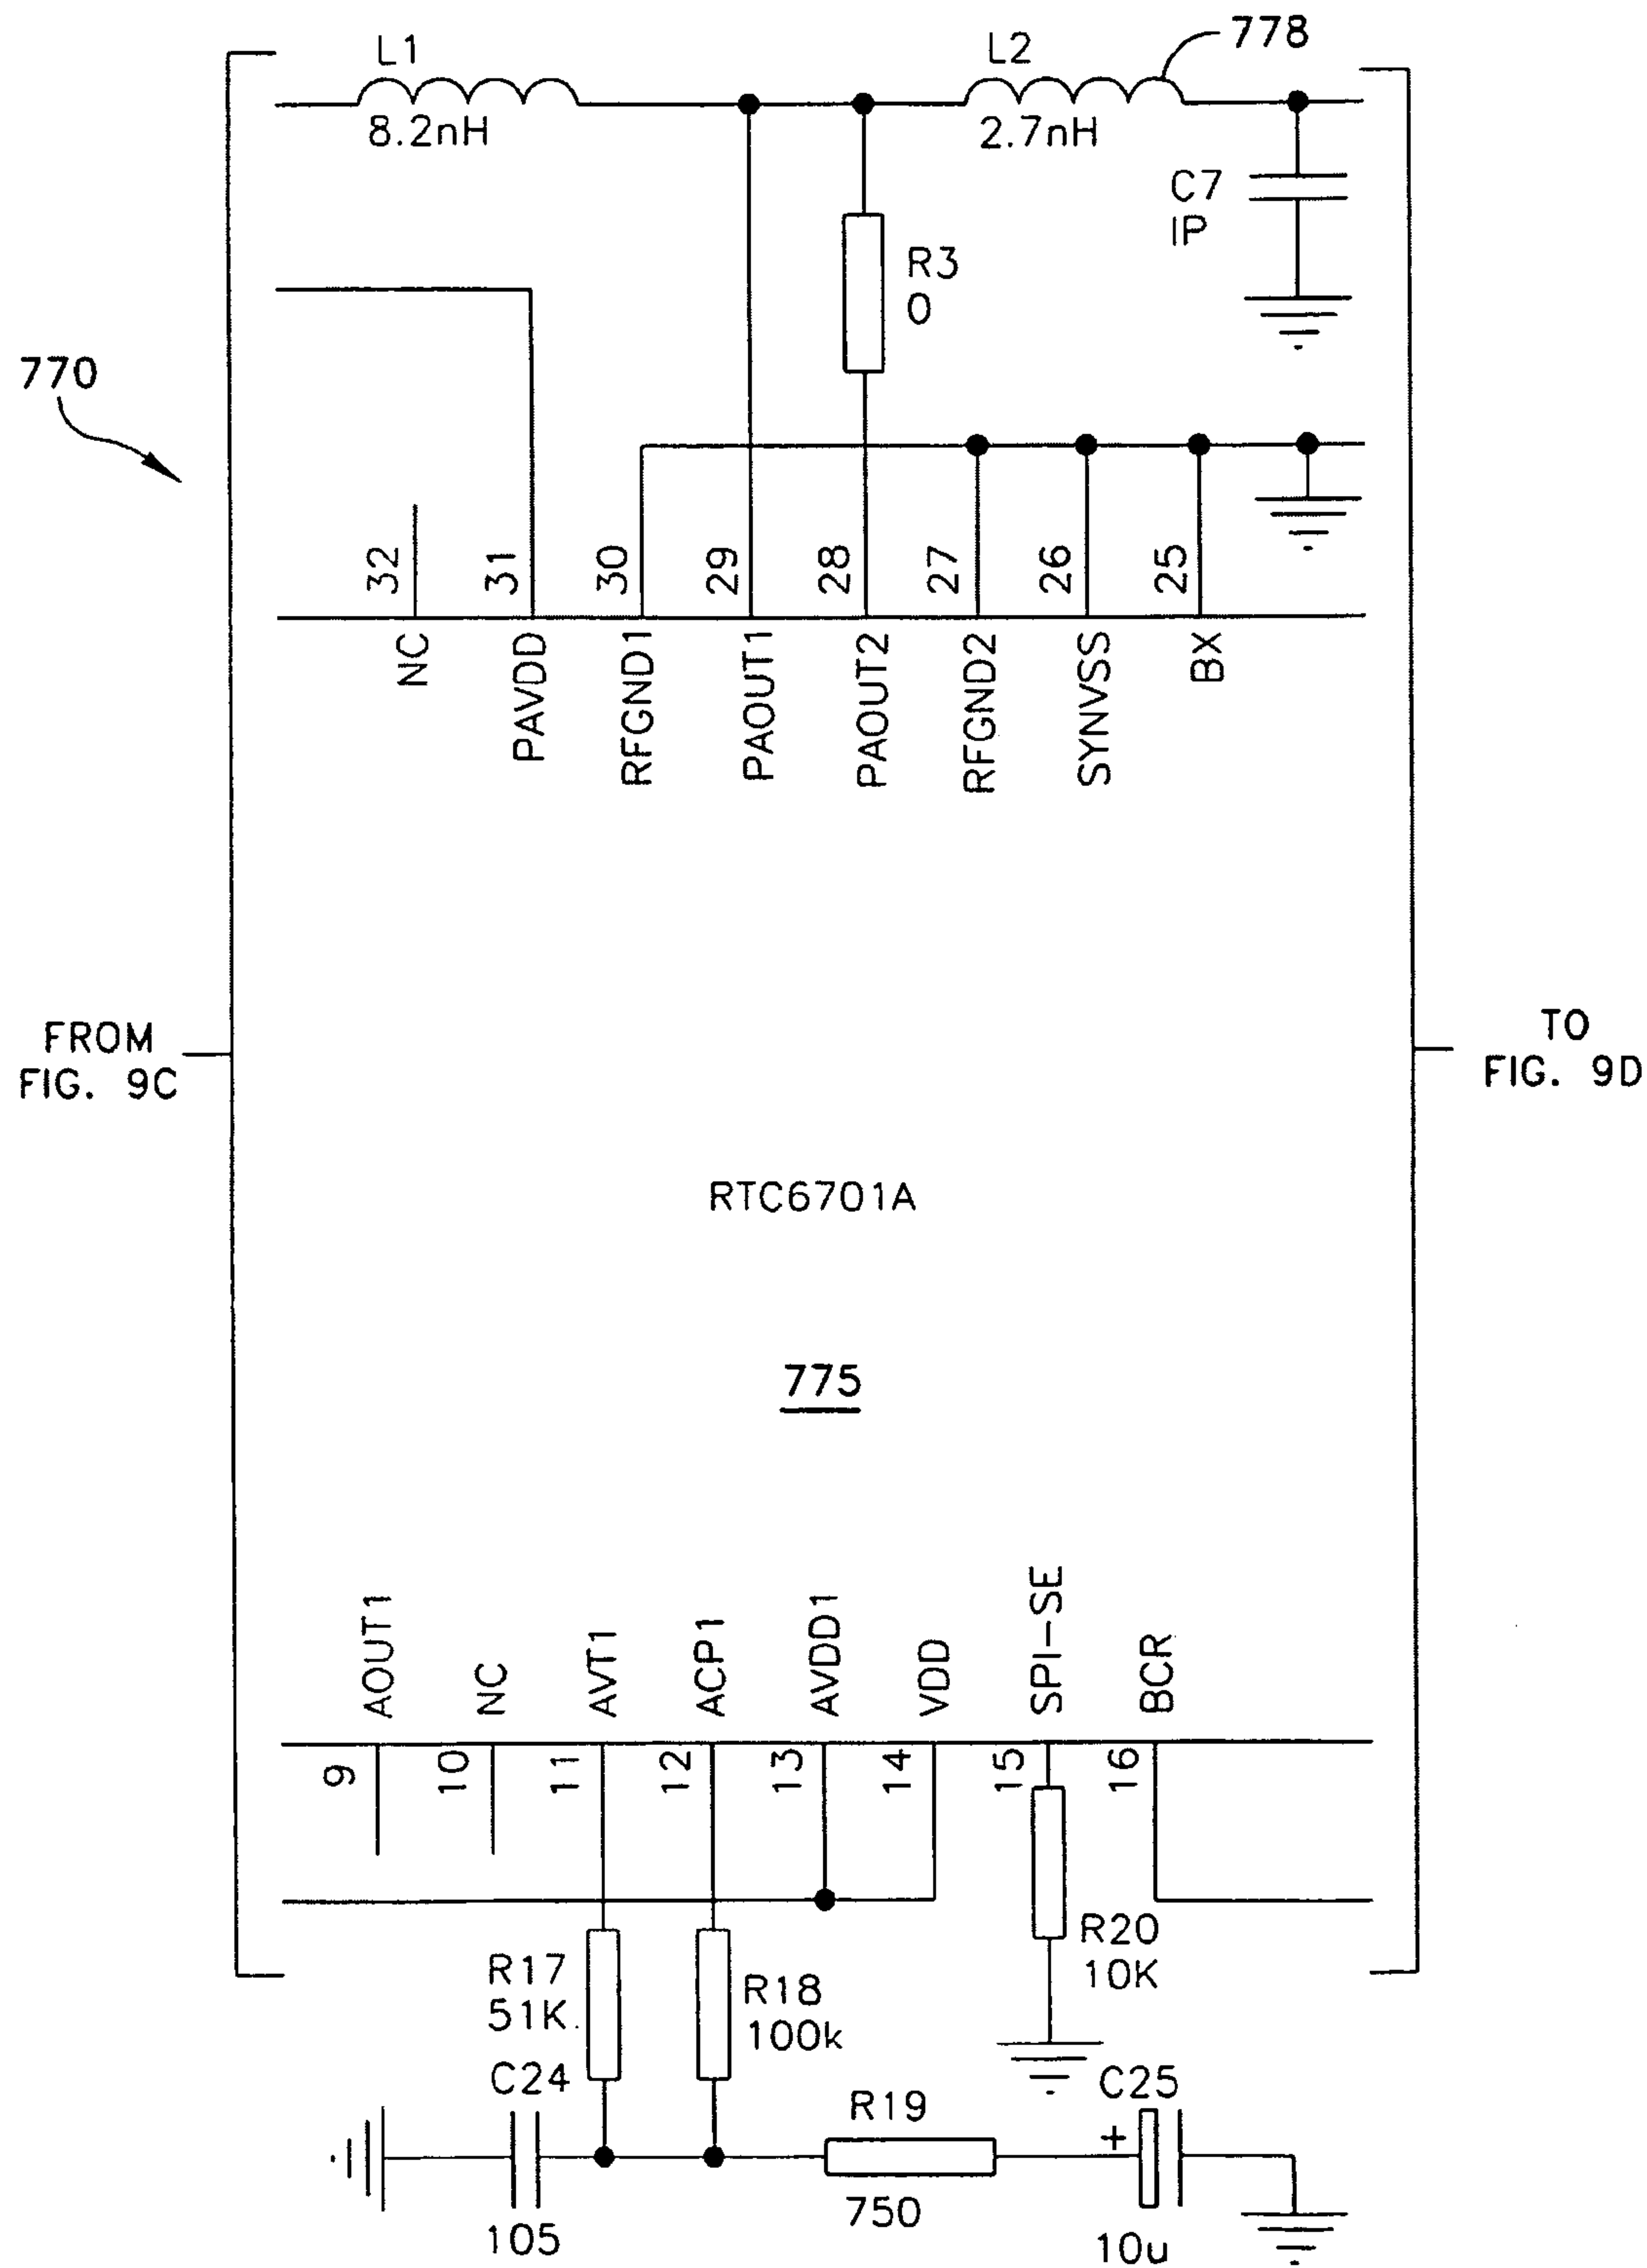 L1
8.2nH
L2
2.7nH
778
C7
IP
R3
0
770
32
31
30
29
28
27
26
25
NC
PAVDD
RFGND1
PAOUT1
PAOUT2
RFGND2
SYNVSS
BX
FROM
FIG. 9C
TO
FIG. 9D
RTC6701A
775
AOUT1
NC
AVT1
ACP1
AVDD1
VDD
SPI-SE
BCR
9
10
11
12
13
14
15
16
R17
51K
R18
100k
R20
10K
C24
105
R19
750
C25
+
10u